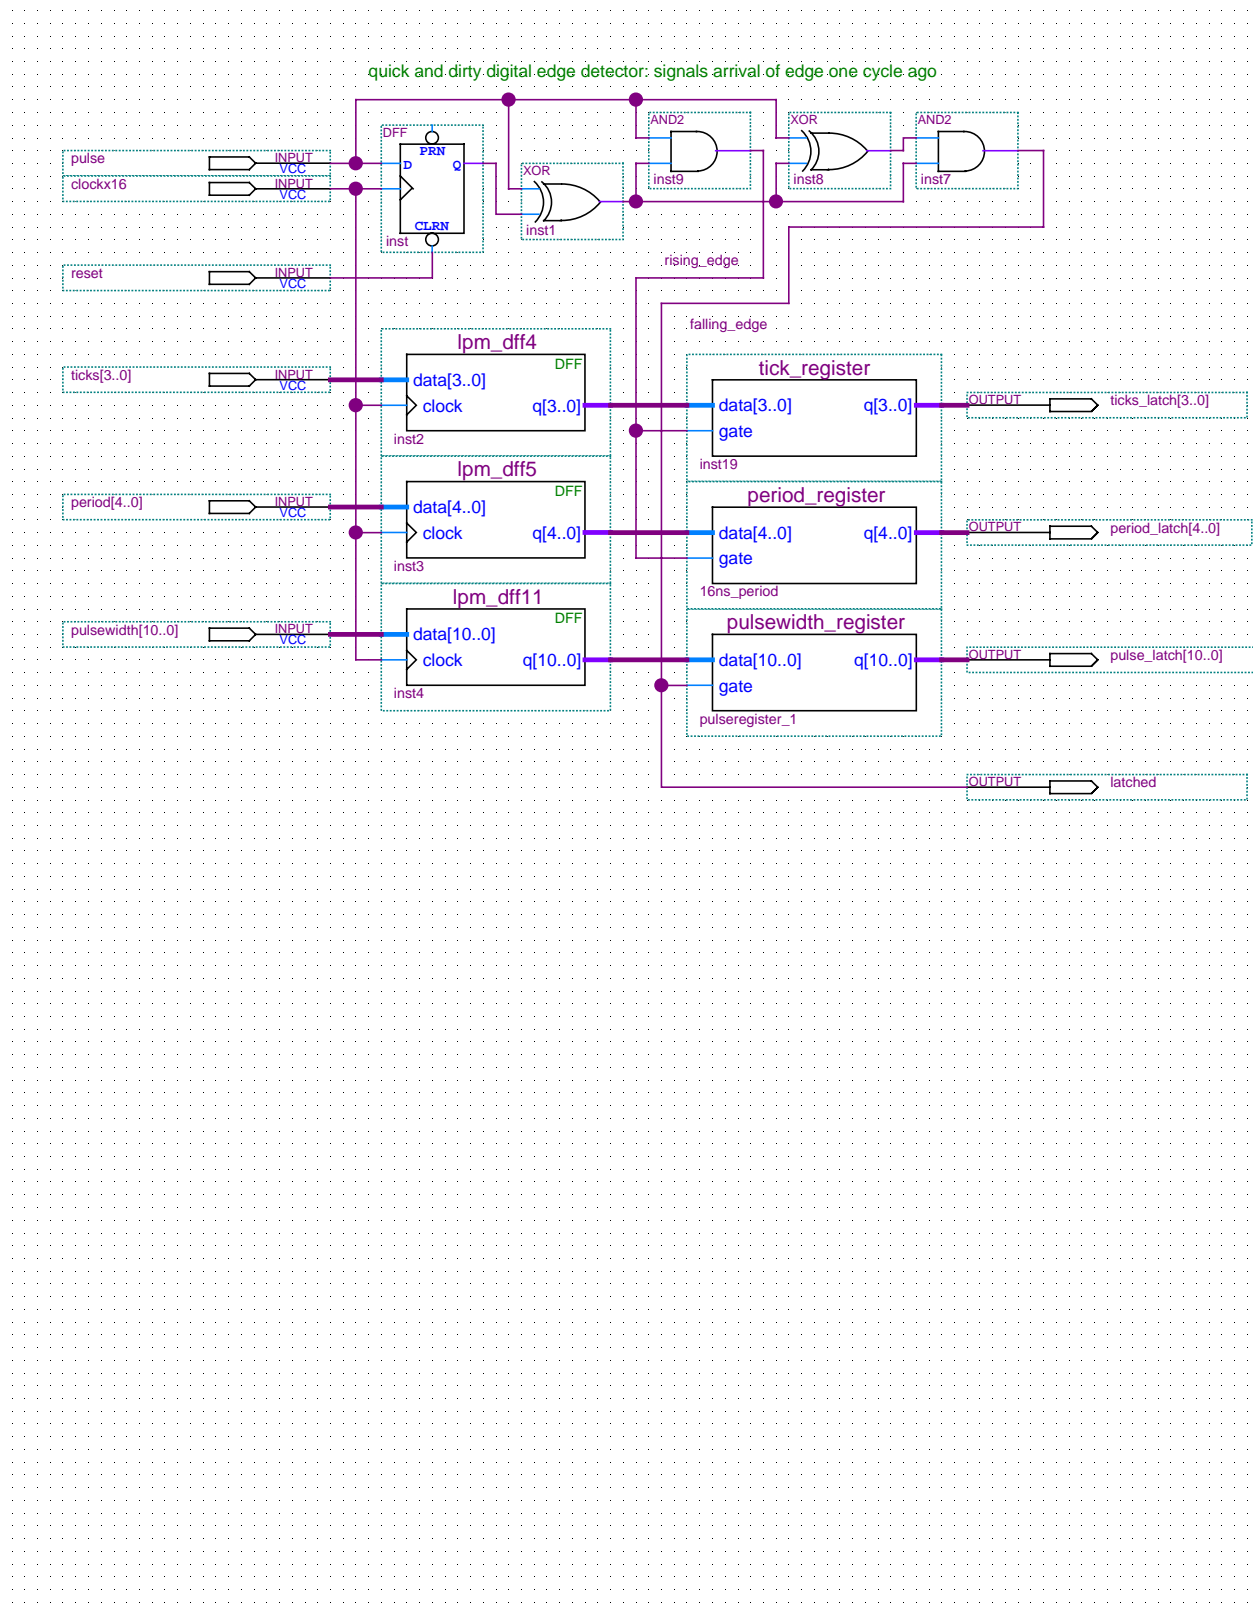 quick and dirty digital edge detector: signals arrival of edge one cycle ago
pulse
INPUT
VCC
clockx16
INPUT
VCC
reset
INPUT
VCC
DFF
PRN
D
Q
CLRN
inst
XOR
inst1
AND2
inst9
XOR
inst8
AND2
inst7
rising_edge
falling_edge
ticks[3..0]
INPUT
VCC
lpm_dff4
DFF
data[3..0]
clock
q[3..0]
inst2
tick_register
data[3..0]
q[3..0]
gate
inst19
OUTPUT
ticks_latch[3..0]
period[4..0]
INPUT
VCC
lpm_dff5
DFF
data[4..0]
clock
q[4..0]
inst3
period_register
data[4..0]
q[4..0]
gate
16ns_period
OUTPUT
period_latch[4..0]
pulsewidth[10..0]
INPUT
VCC
lpm_dff11
DFF
data[10..0]
clock
q[10..0]
inst4
pulsewidth_register
data[10..0]
q[10..0]
gate
pulseregister_1
OUTPUT
pulse_latch[10..0]
OUTPUT
latched